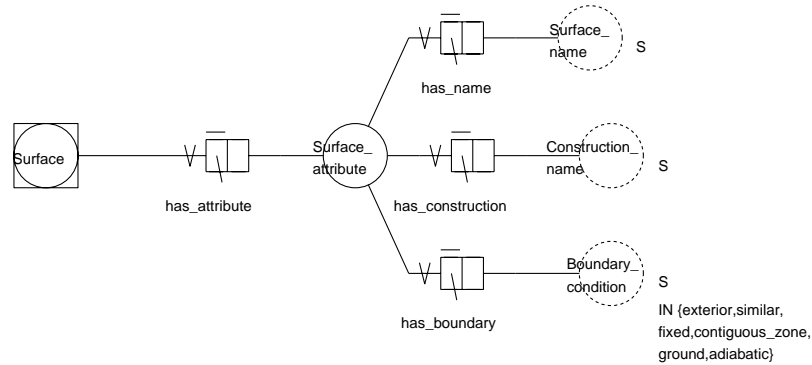 Surface_
name
S
has_name
Surface
Surface_
attribute
Construction_
name
S
has_attribute
has_construction
Boundary_
condition
S
has_boundary
IN {exterior,similar,
fixed,contiguous_zone,
ground,adiabatic}